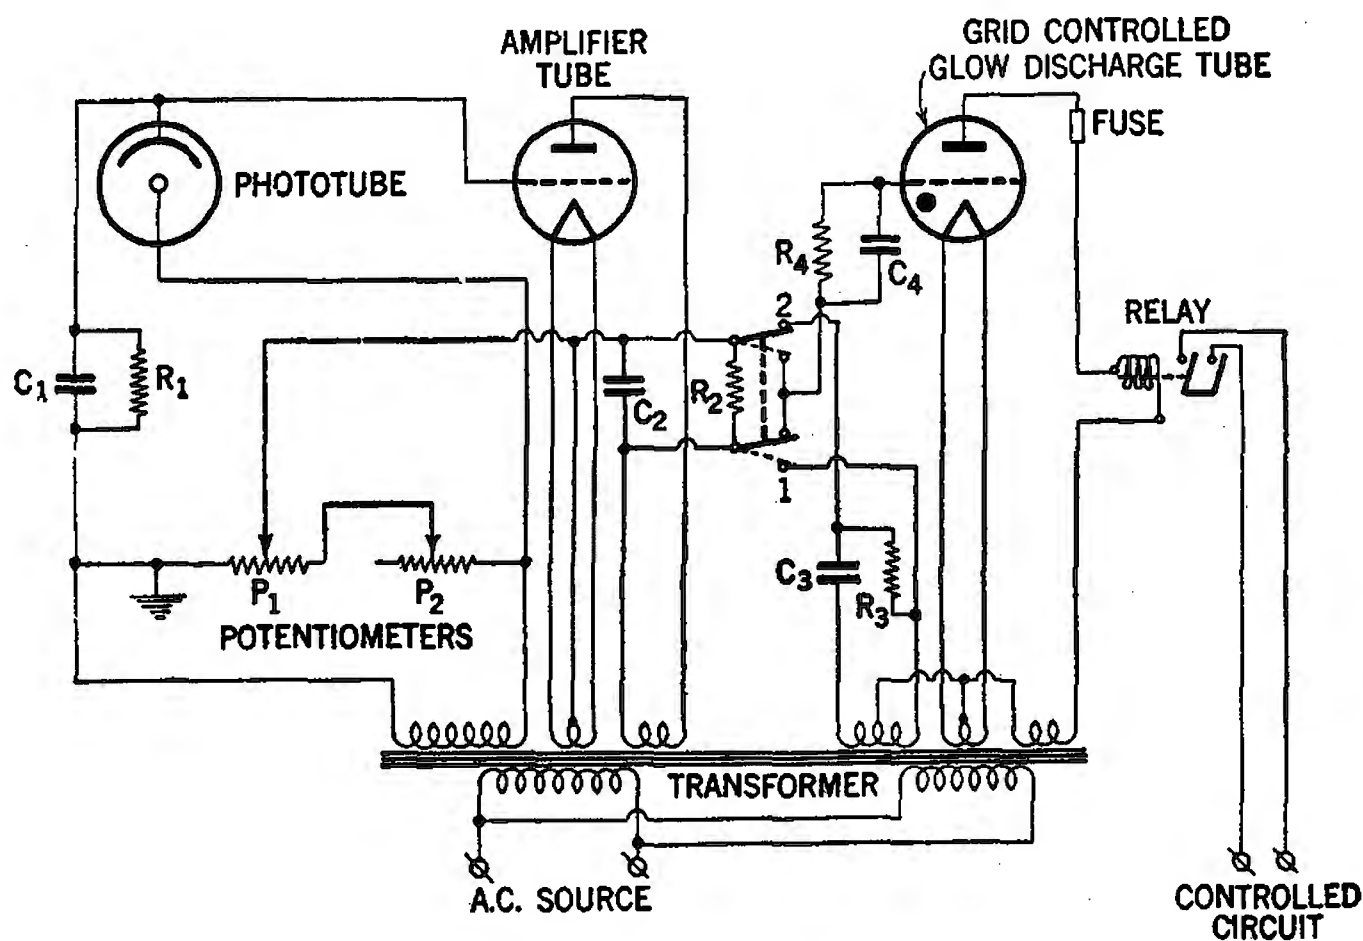 AMPLIFIER
TUBE
GRID CONTROLLED
GLOW DISCHARGE TUBE
FUSE
PHOTOTUBE
R4
C4
2
RELAY
C1
R1
C2
R2
1
C3
R3
P1
P2
POTENTIOMETERS
TRANSFORMER
A.C. SOURCE
CONTROLLED
CIRCUIT